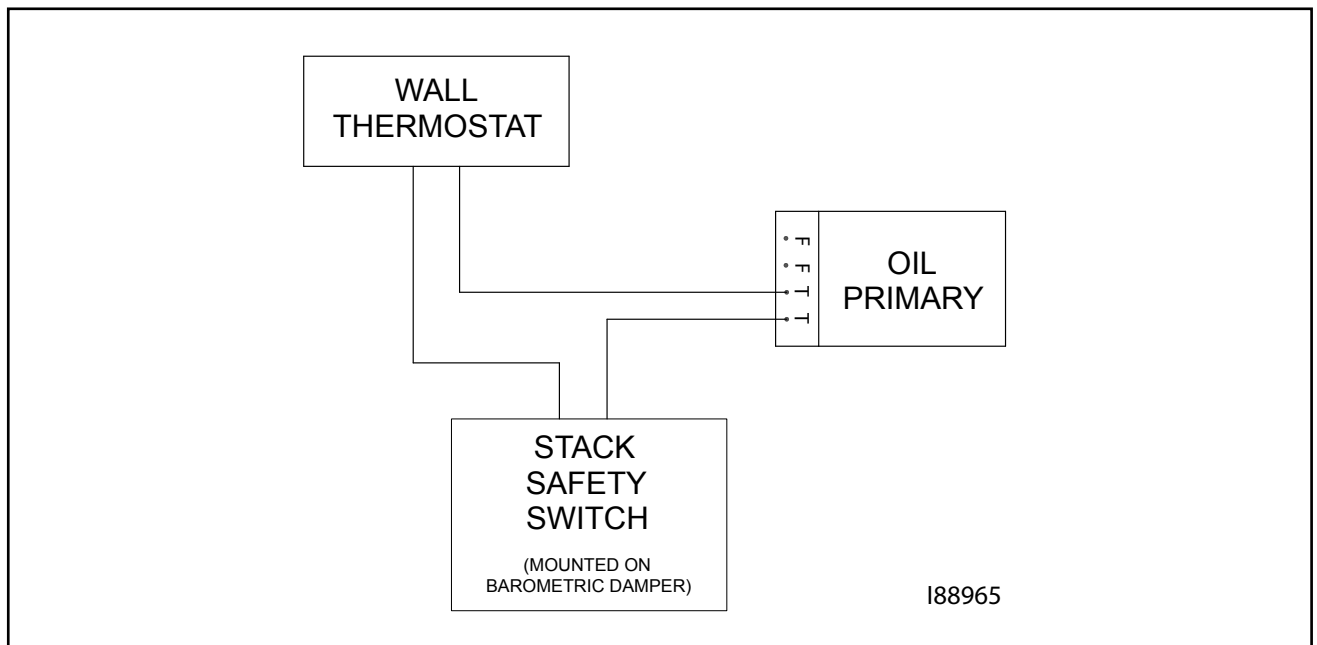 WALL
THERMOSTAT
F
F
T
T
OIL
PRIMARY
STACK
SAFETY
SWITCH
(MOUNTED ON
BAROMETRIC DAMPER)
I88965